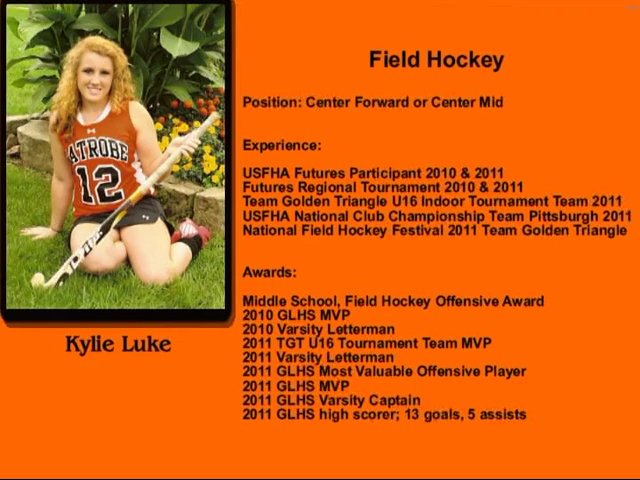 Field Hockey
Position: Center Forward or Center Mid
Experience:
USFHA Futures Participant 2010 & 2011
Futures Regional Tournament 2010 & 2011
Team Golden Triangle U16 Indoor Tournament Team 2011
USFHA National Club Championship Team Pittsburgh 2011
National Field Hockey Festival 2011 Team Golden Triangle
Awards:
Middle School, Field Hockey Offensive Award
2010 GLHS MVP
2010 Varsity Letterman
2011 TGT U16 Tournament Team MVP
2011 Varsity Letterman
2011 GLHS Most Valuable Offensive Player
2011 GLHS MVP
2011 GLHS Varsity Captain
2011 GLHS high scorer; 13 goals, 5 assists
ATROBE
12
Kylie Luke